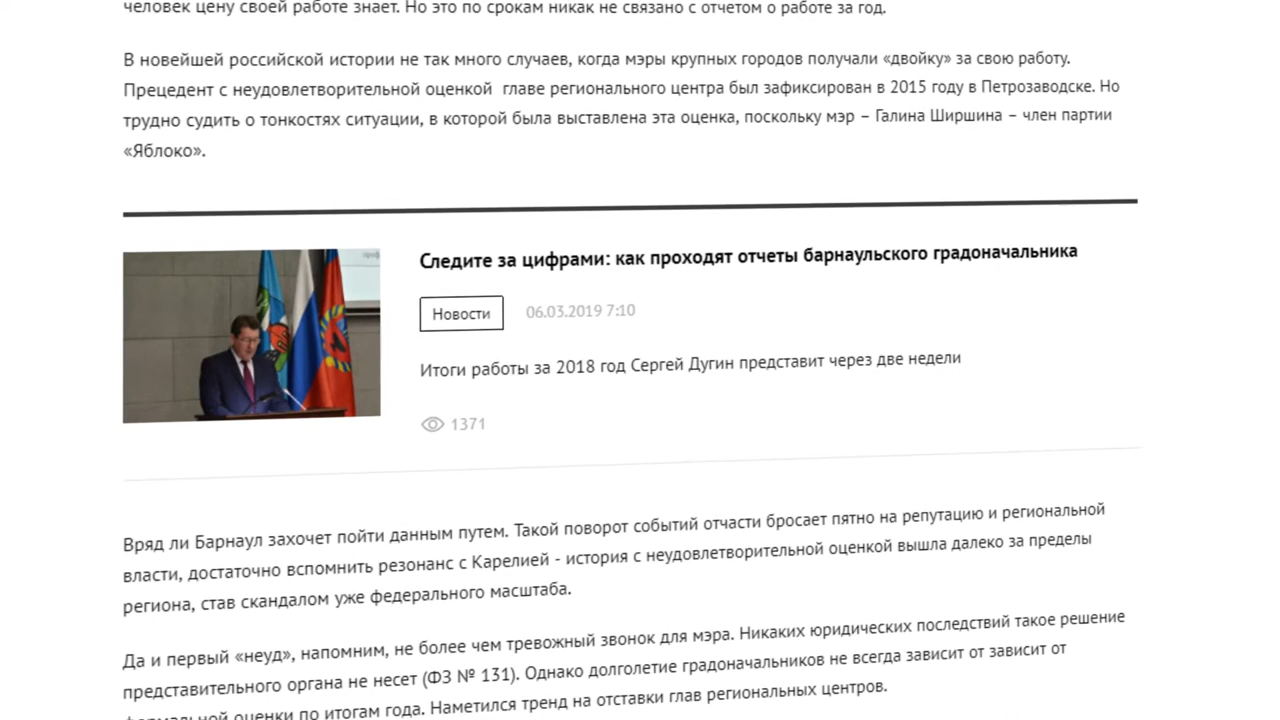 человек цену своей работе знает. Но это по срокам никак не связано с отчетом о работе за год.
В новейшей российской истории не так много случаев, когда мэры крупных городов получали «двойку» за свою работу.
Прецедент с неудовлетворительной оценкой главе регионального центра был зафиксирован в 2015 году в Петрозаводске. Но
трудно судить о тонкостях ситуации, в которой была выставлена эта оценка, поскольку мэр – Галина Ширшина – член партии
«Яблоко».
Следите за цифрами: как проходят отчеты барнаульского градоначальника
Новости 06.03.2019 7:10
Итоги работы за 2018 год Сергей Дугин представит через две недели
1371
Вряд ли Барнаул захочет пойти данным путем. Такой поворот событий отчасти бросает пятно на репутацию и региональной
власти, достаточно вспомнить резонанс с Карелией - история с неудовлетворительной оценкой вышла далеко за пределы
региона, став скандалом уже федерального масштаба.
Да и первый «неуд», напомним, не более чем тревожный звонок для мэра. Никаких юридических последствий такое решение
представительного органа не несет (ФЗ № 131). Однако долголетие градоначальников не всегда зависит от зависит от
формальной оценки по итогам года. Наметился тренд на отставки глав региональных центров.